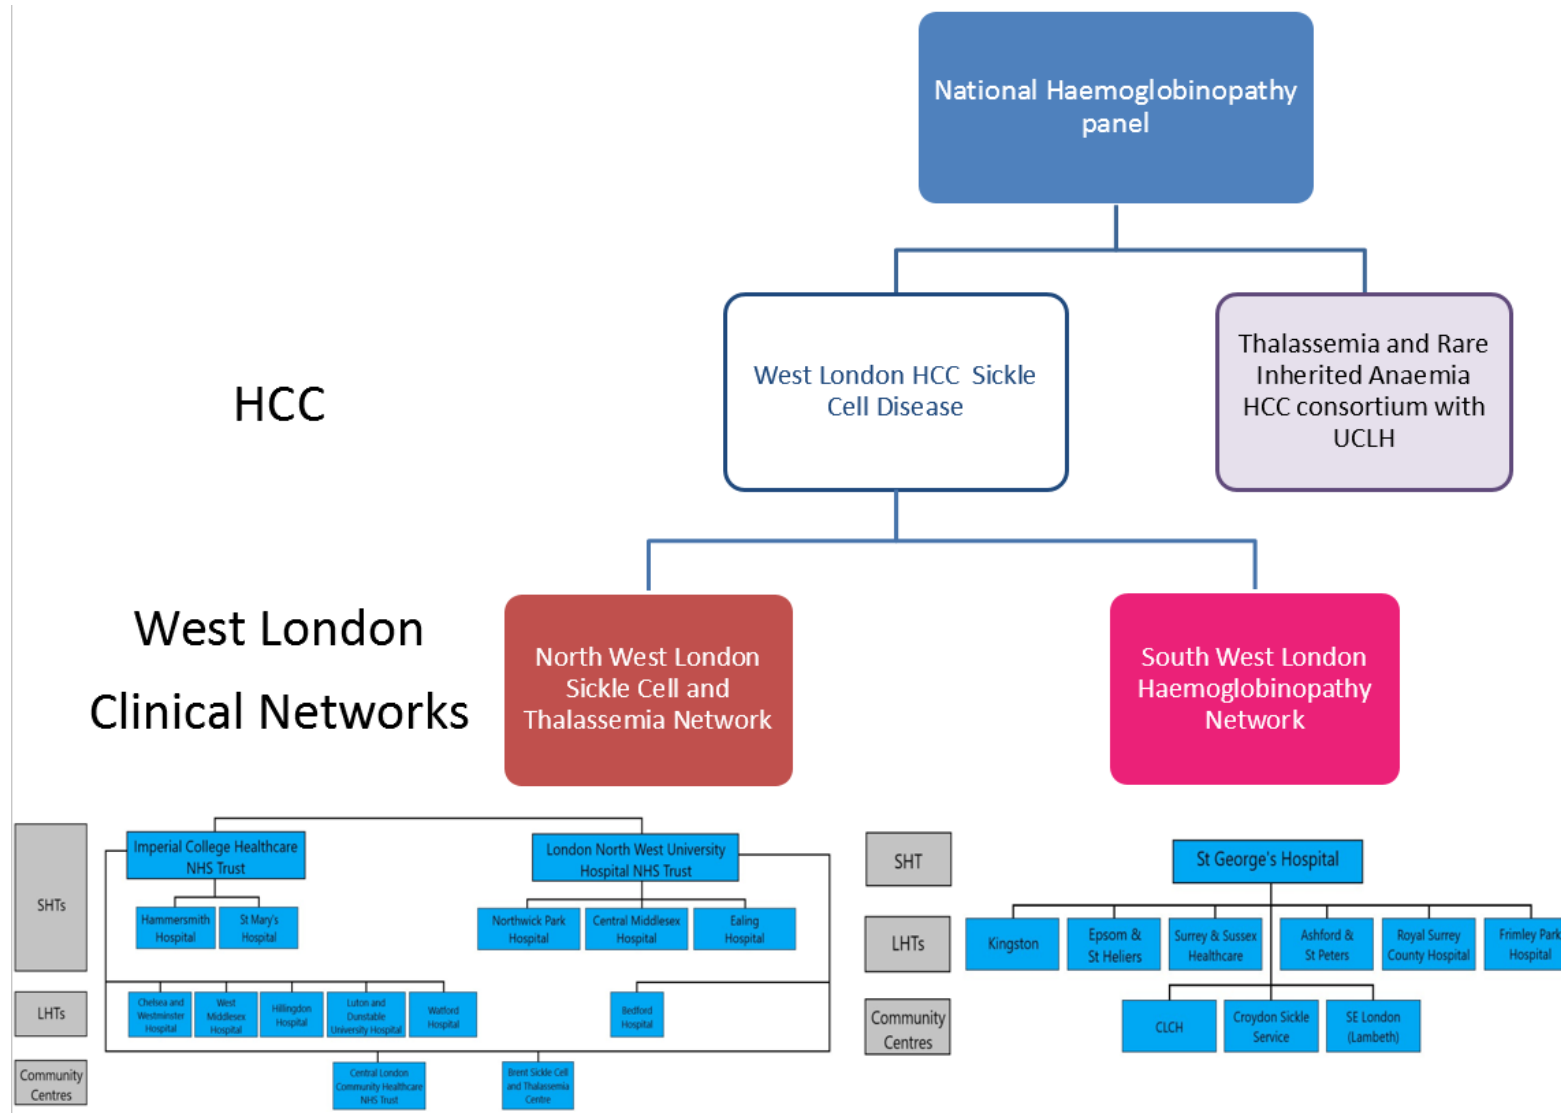 National Haemoglobinopathy
panel
HCC
West London HCC Sickle
Cell Disease
Thalassemia and Rare
Inherited Anaemia
HCC consortium with
UCLH
West London
Clinical Networks
North West London
Sickle Cell and
Thalassemia Network
South West London
Haemoglobinopathy
Network
SHTs
Imperial College Healthcare
NHS Trust
London North West University
Hospital NHS Trust
Hammersmith
Hospital
St Mary's
Hospital
Northwick Park
Hospital
Central Middlesex
Hospital
Ealing
Hospital
LHTs
Chelsea and
Westminster
Hospital
West
Middlesex
Hospital
Hillingdon
Hospital
Luton and
Dunstable
University Hospital
Watford
Hospital
Bedford
Hospital
Community
Centres
Central London
Community Healthcare
NHS Trust
Brent Sickle Cell
and Thalassemia
Centre
SHT
St George's Hospital
LHTs
Kingston
Epsom &
St Heliers
Surrey & Sussex
Healthcare
Ashford &
St Peters
Royal Surrey
County Hospital
Frimley Park
Hospital
Community
Centres
CLCH
Croydon Sickle
Service
SE London
(Lambeth)